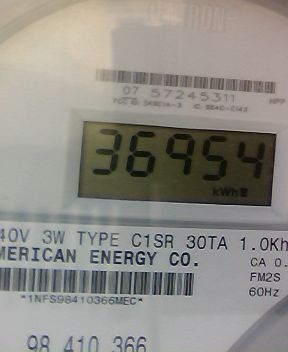 07 57245311
36954
kWh
40V 3W TYPE C1SR 30TA 1.0Kh
MERICAN ENERGY CO.
CA 0.
FM2S
60Hz
*1NFS98410366MEC*
98 410 366